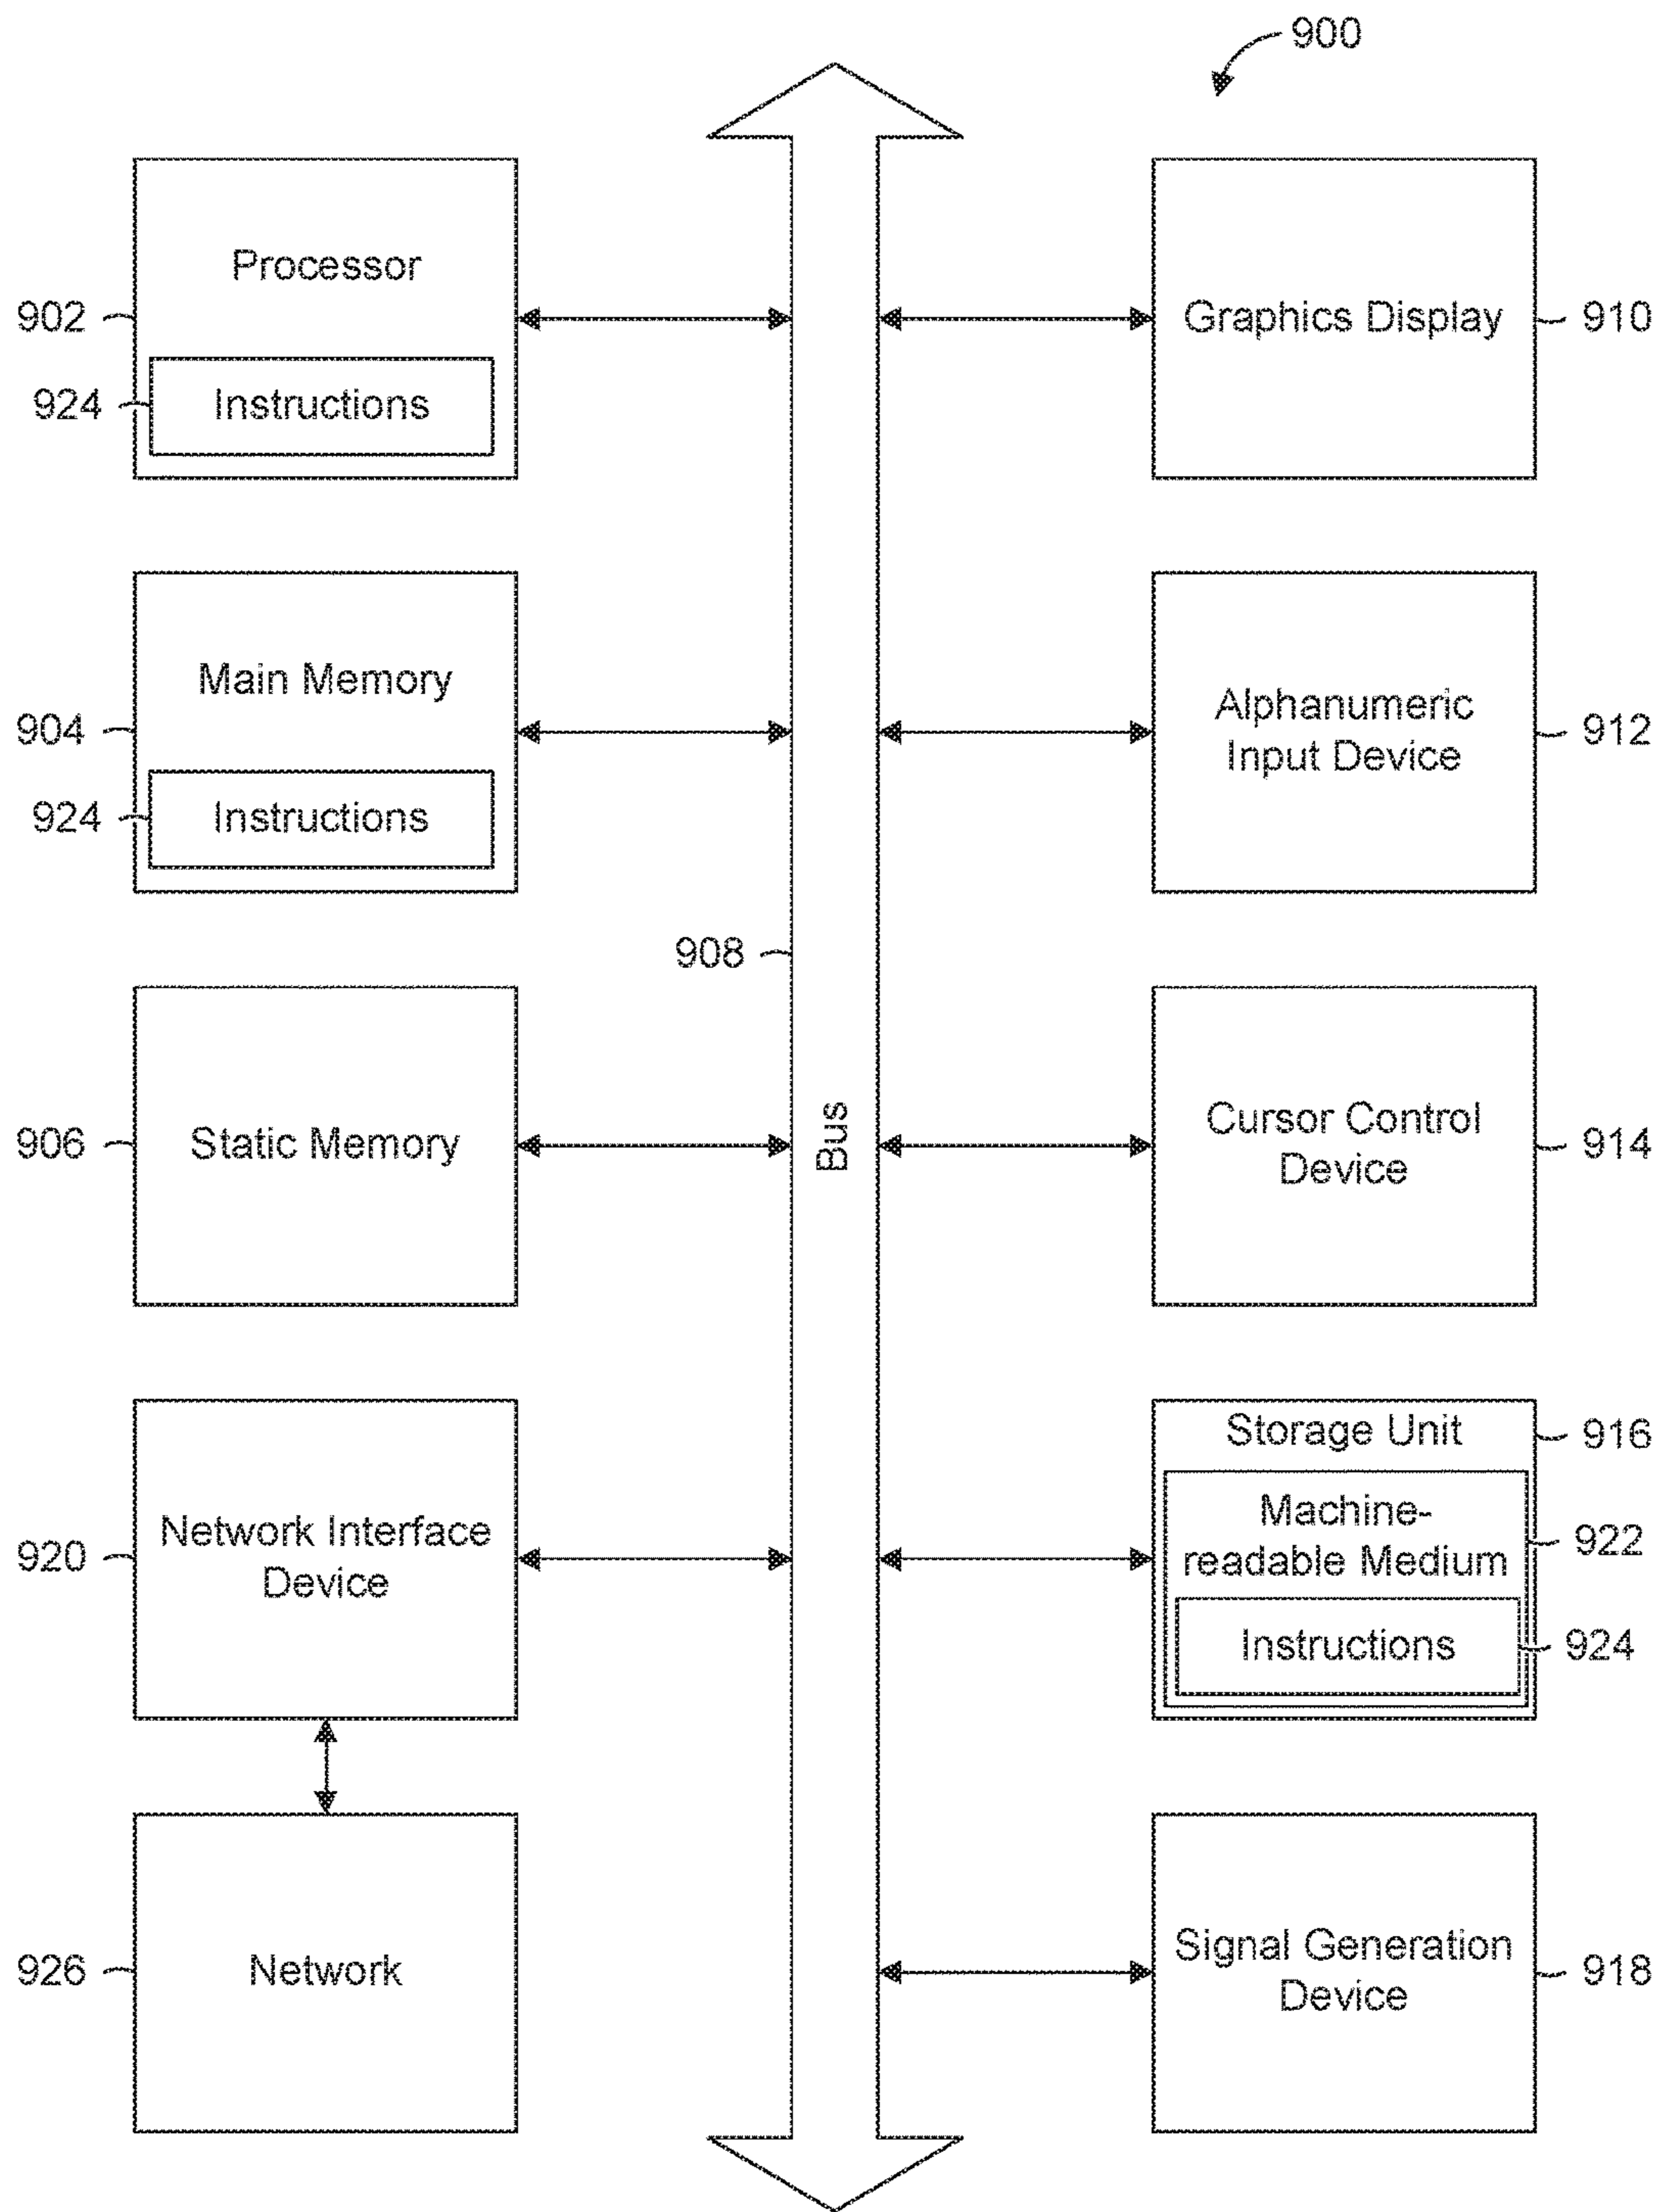 900
Processor
902
924
Instructions
Graphics Display
910
Main Memory
904
924
Instructions
Alphanumeric
Input Device
912
908
Bus
906
Static Memory
Cursor Control
Device
914
920
Network Interface
Device
Storage Unit
916
Machine-
readable Medium
922
Instructions
924
926
Network
Signal Generation
Device
918